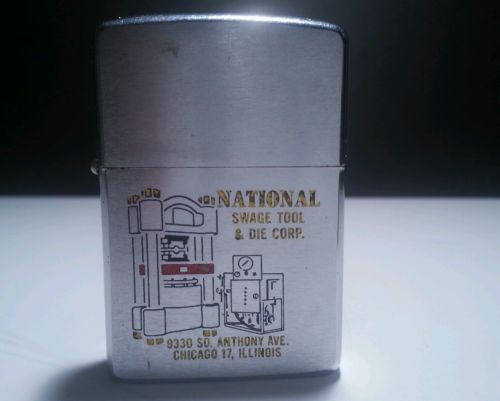 NATIONAL
SWAGE TOOL
& DIE CORP.
9330 SO. ANTHONY AVE.
CHICAGO 17, ILLINOIS